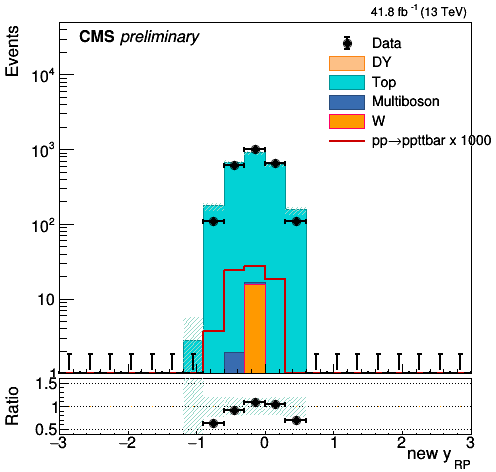 41.8 fb⁻¹ (13 TeV)
CMS preliminary
Events
Data
DY
Top
Multiboson
W
pp→ppttbar x 1000
10⁴
10³
10²
10
1
Ratio
1.5
1
0.5
−3 −2 −1 0 1 2 3
new y_RP